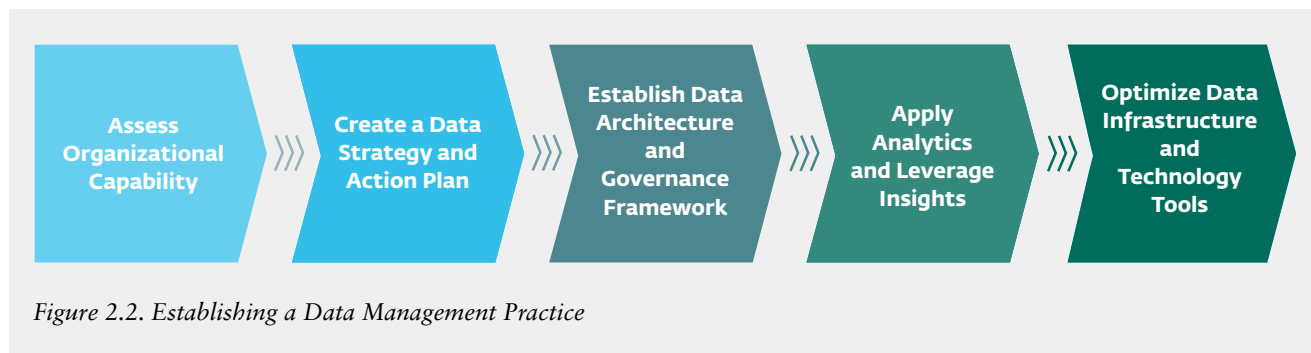 Assess
Organizational
Capability
Create a Data
Strategy and
Action Plan
Establish Data
Architecture
and
Governance
Framework
Apply
Analytics
and Leverage
Insights
Optimize Data
Infrastructure
and
Technology
Tools
Figure 2.2. Establishing a Data Management Practice